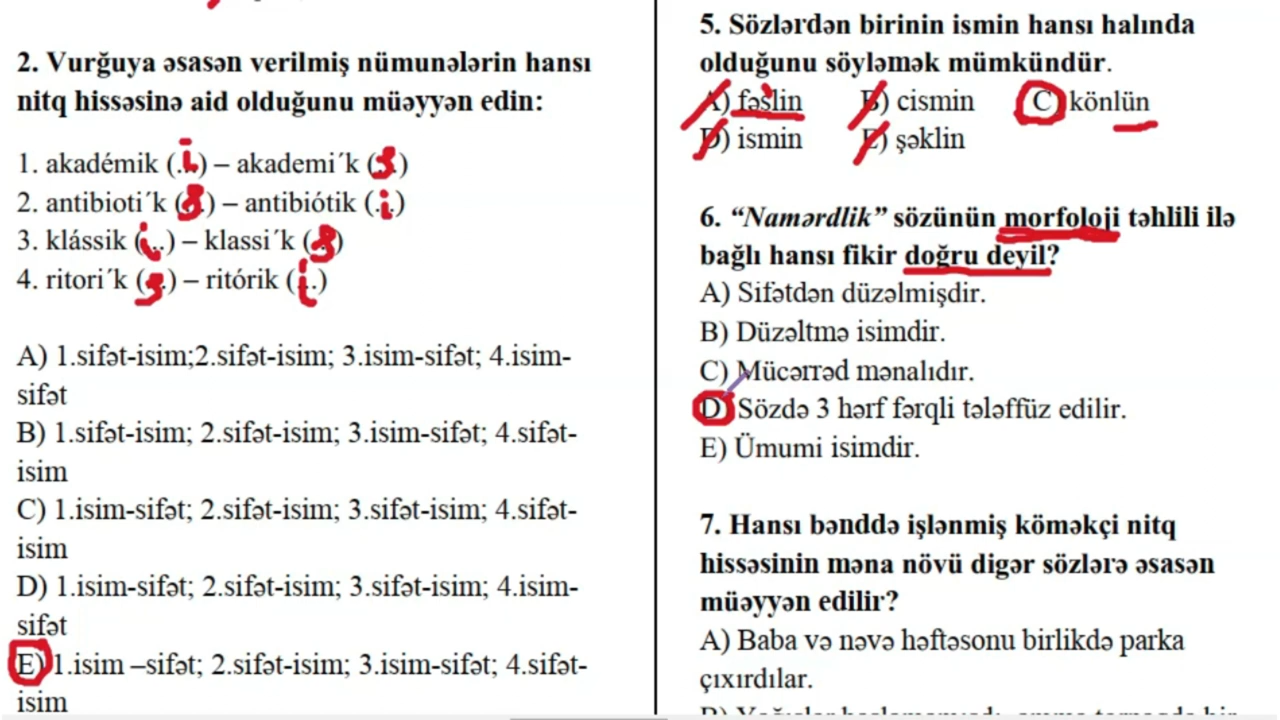 2. Vurğuya əsasən verilmiş nümunələrin hansı
nitq hissəsinə aid olduğunu müəyyən edin:
1. akadémik (i) – akademi´k (s)
2. antibioti´k (s) – antibiótik (i)
3. klássik (i) – klassi´k (s)
4. ritori´k (s) – ritórik (i)
A) 1.sifət-isim;2.sifət-isim; 3.isim-sifət; 4.isim-
sifət
B) 1.sifət-isim; 2.sifət-isim; 3.isim-sifət; 4.sifət-
isim
C) 1.isim-sifət; 2.sifət-isim; 3.sifət-isim; 4.sifət-
isim
D) 1.isim-sifət; 2.sifət-isim; 3.sifət-isim; 4.isim-
sifət
E) 1.isim –sifət; 2.sifət-isim; 3.isim-sifət; 4.sifət-
isim
5. Sözlərdən birinin ismin hansı halında
olduğunu söyləmək mümkündür.
A) fəslin B) cismin C) könlün
D) ismin E) şəklin
6. “Namərdlik” sözünün morfoloji təhlili ilə
bağlı hansı fikir doğru deyil?
A) Sifətdən düzəlmişdir.
B) Düzəltmə isimdir.
C) Mücərrəd mənalıdır.
D) Sözdə 3 hərf fərqli tələffüz edilir.
E) Ümumi isimdir.
7. Hansı bənddə işlənmiş köməkçi nitq
hissəsinin məna növü digər sözlərə əsasən
müəyyən edilir?
A) Baba və nəvə həftəsonu birlikdə parka
çıxırdılar.